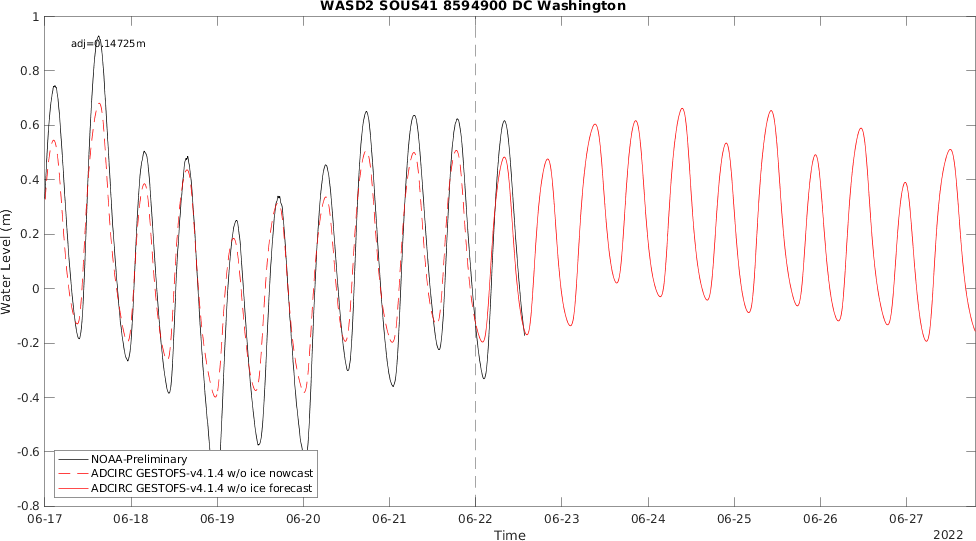 WASD2 SOUS41 8594900 DC Washington
adj=0.14725m
1
0.8
0.6
0.4
0.2
0
-0.2
-0.4
-0.6
-0.8
Water Level (m)
NOAA-Preliminary
ADCIRC GESTOFS-v4.1.4 w/o ice nowcast
ADCIRC GESTOFS-v4.1.4 w/o ice forecast
06-17 06-18 06-19 06-20 06-21 06-22 06-23 06-24 06-25 06-26 06-27
Time
2022